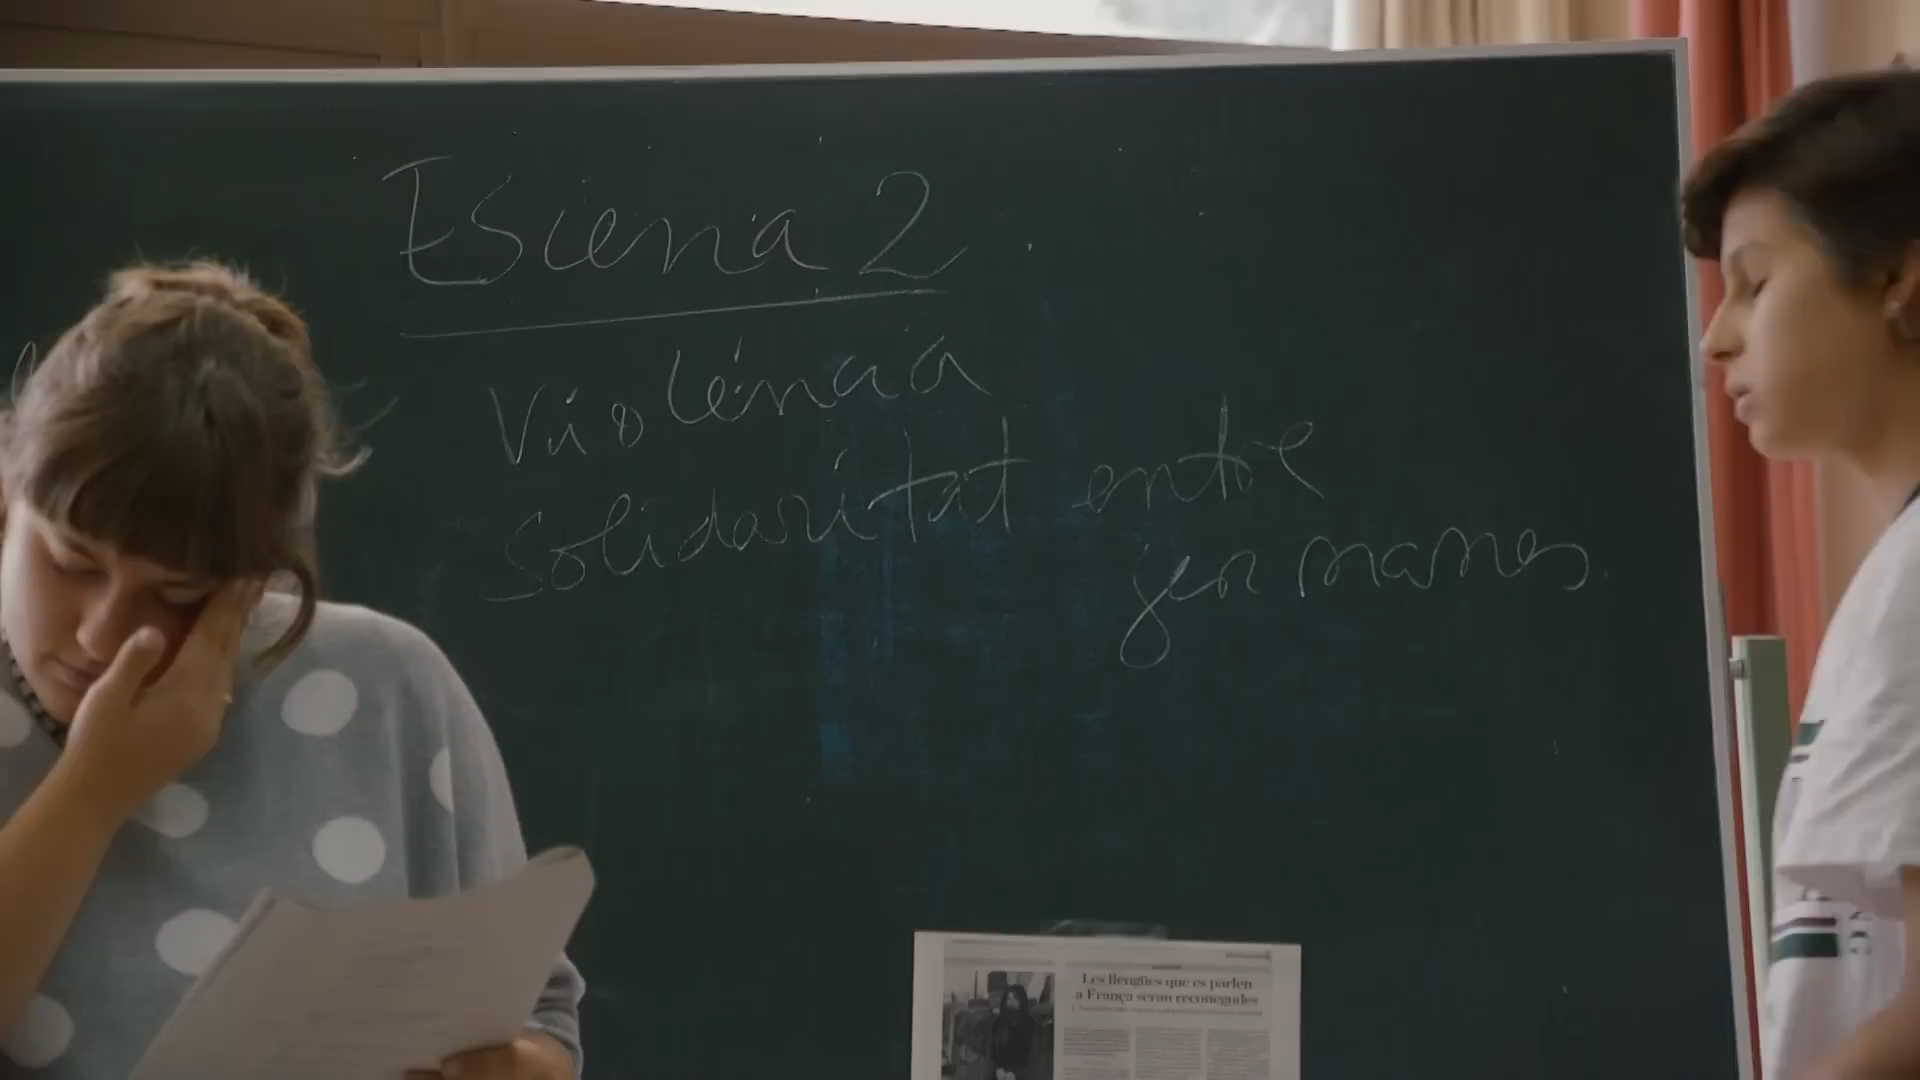 Escena 2
Violència
solidaritat entre
germanes
Les llengües que es parlen
a França seran reconegudes